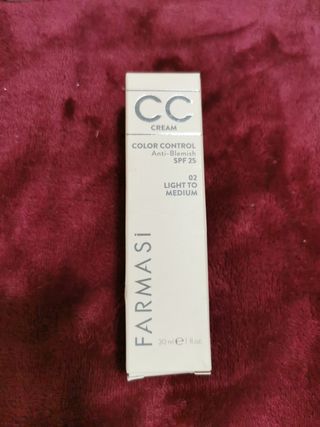 CC
CREAM
COLOR CONTROL
Anti-Blemish
SPF 25
02
LIGHT TO
MEDIUM
FARMASi
30 ml ℮ 1 fl.oz.